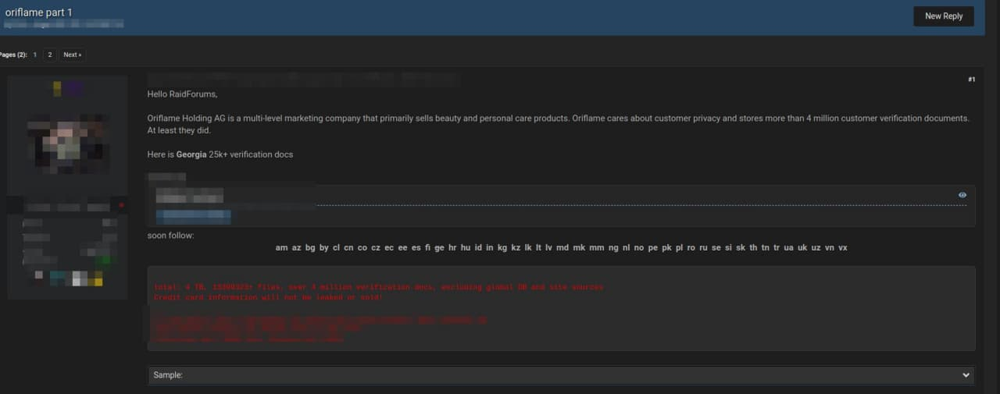 oriflame part 1
New Reply
Pages (2): 1 2 Next »
#1
Hello RaidForums,
Oriflame Holding AG is a multi-level marketing company that primarily sells beauty and personal care products. Oriflame cares about customer privacy and stores more than 4 million customer verification documents.
At least they did.
Here is Georgia 25k+ verification docs
soon follow:
am az bg by cl cn co cz ec ee es fi ge hr hu id in kg kz lk lt lv md mk mm ng nl no pe pk pl ro ru se si sk th tn tr ua uk uz vn vx
total: 4 TB, files, over 4 million verification docs, excluding global DB and site sources
Credit card information will not be leaked or sold!
Sample: